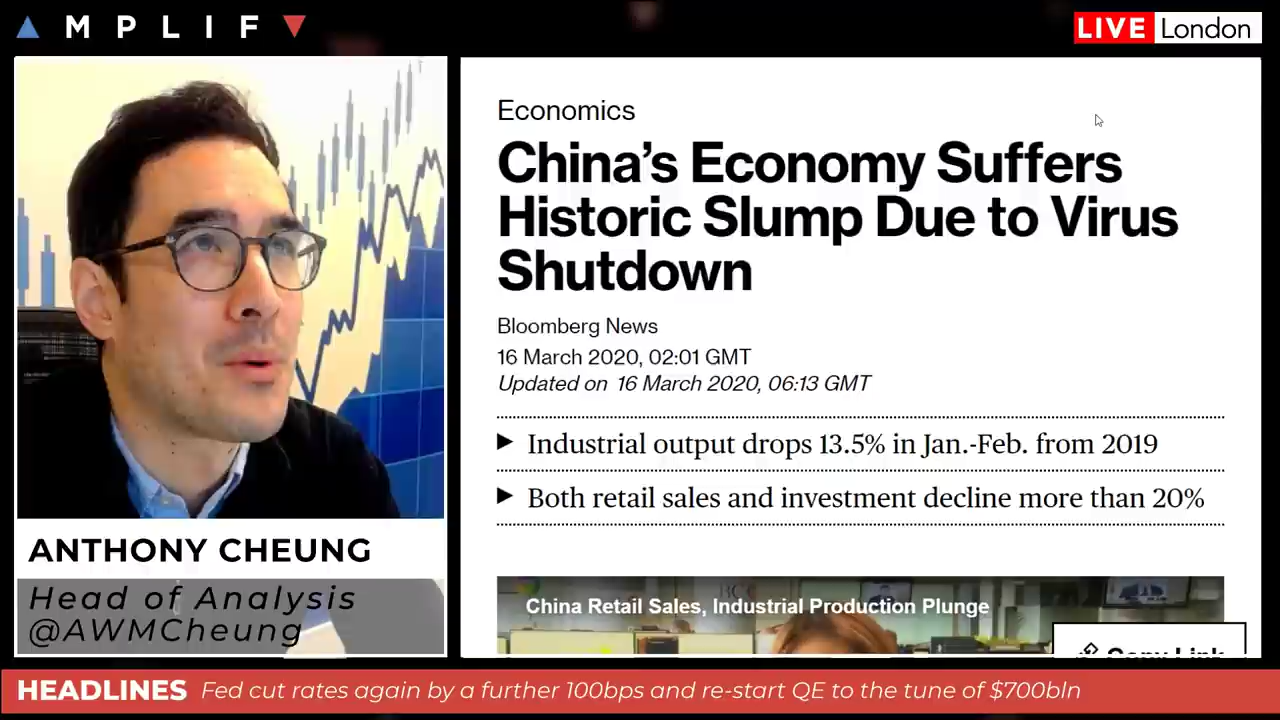 MPLIF
LIVE London
Economics
China's Economy Suffers
Historic Slump Due to Virus
Shutdown
Bloomberg News
16 March 2020, 02:01 GMT
Updated on 16 March 2020, 06:13 GMT
Industrial output drops 13.5% in Jan.-Feb. from 2019
Both retail sales and investment decline more than 20%
China Retail Sales, Industrial Production Plunge
Copy Link
ANTHONY CHEUNG
Head of Analysis
@AWMCheung
HEADLINES Fed cut rates again by a further 100bps and re-start QE to the tune of $700bln